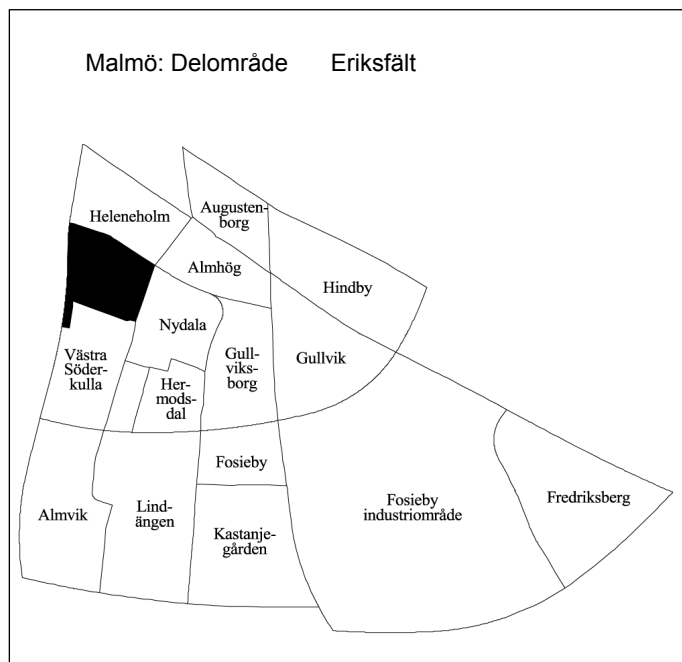 Malmö: Delområde Eriksfält
Heleneholm
Augusten-
borg
Almhög
Hindby
Nydala
Gullvik
Västra
Söder-
kulla
Gull-
viks-
borg
Her-
mods-
dal
Fosieby
Almvik
Lind-
ängen
Kastanje-
gården
Fosieby
industriområde
Fredriksberg